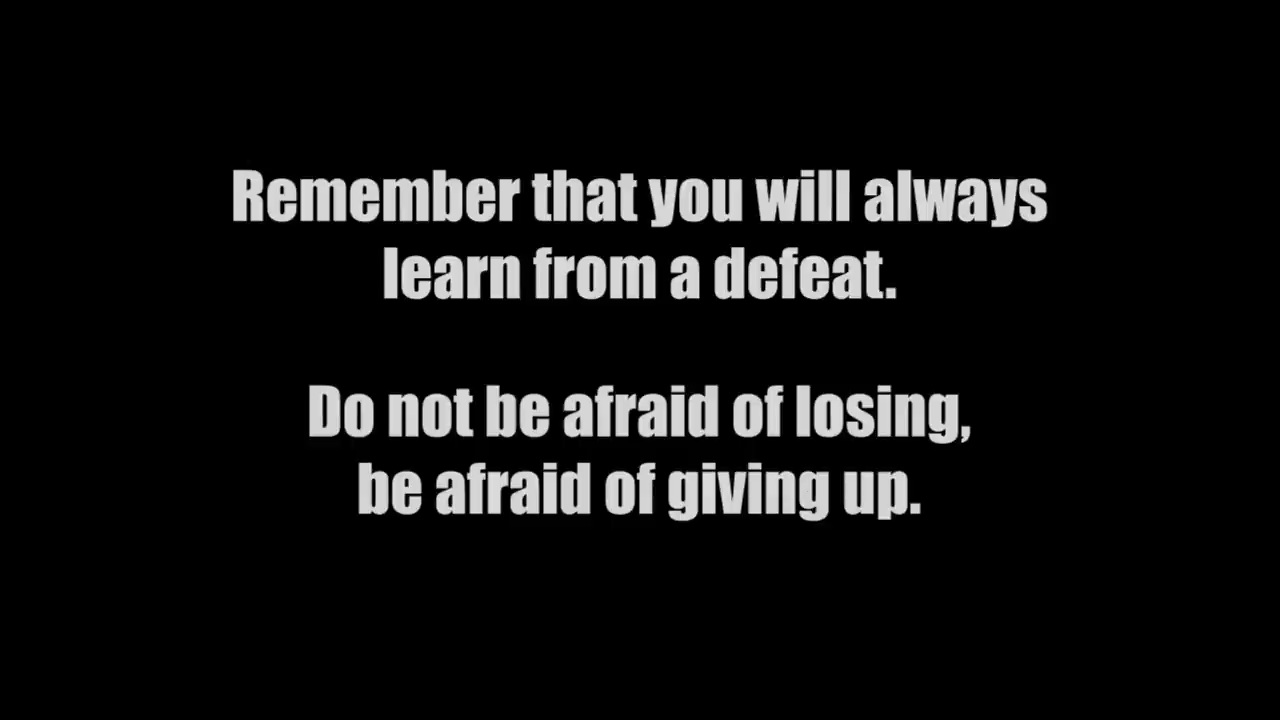 Remember that you will always
learn from a defeat.
Do not be afraid of losing,
be afraid of giving up.